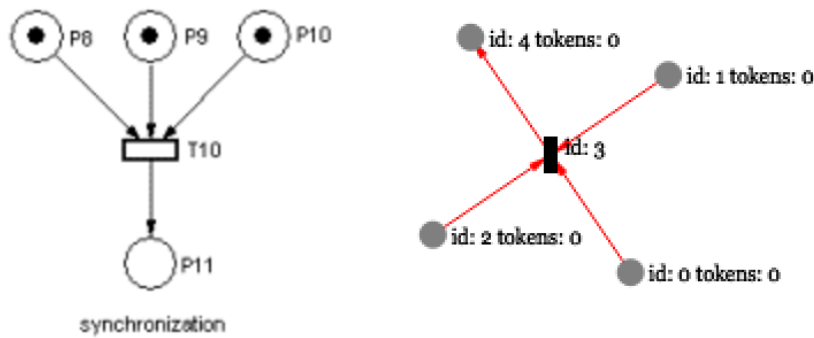 P8
P9
P10
T10
P11
synchronization
id: 4 tokens: 0
id: 1 tokens: 0
id: 3
id: 2 tokens: 0
id: 0 tokens: 0